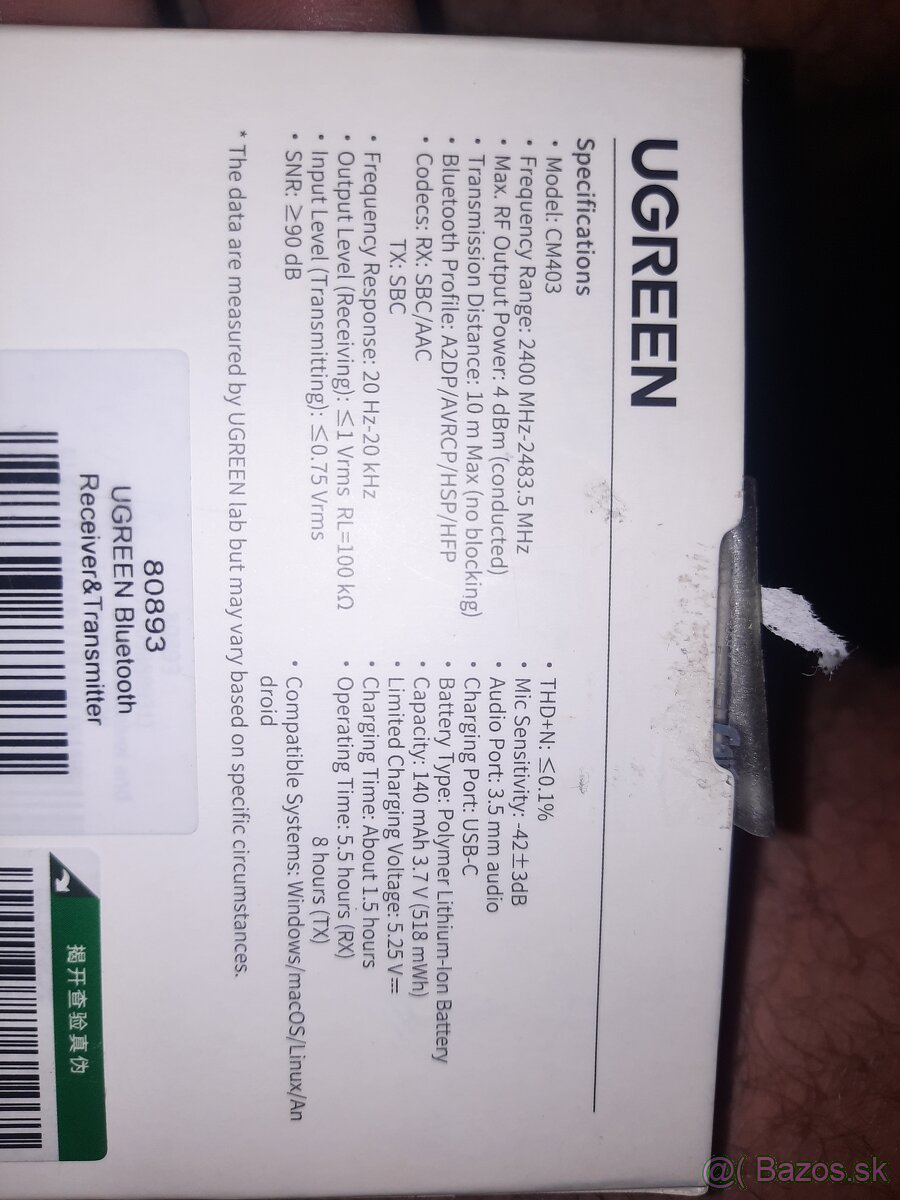 UGREEN
Specifications
• Model: CM403
• Frequency Range: 2400 MHz-2483.5 MHz
• Max. RF Output Power: 4 dBm (conducted)
• Transmission Distance: 10 m Max (no blocking)
• Bluetooth Profile: A2DP/AVRCP/HSP/HFP
• Codecs: RX: SBC/AAC
TX: SBC
• Frequency Response: 20 Hz-20 kHz
• Output Level (Receiving): ≤1 Vrms RL=100 kΩ
• Input Level (Transmitting): ≤0.75 Vrms
• SNR: ≥90 dB
• THD+N: ≤0.1%
• Mic Sensitivity: -42±3dB
• Audio Port: 3.5 mm audio
• Charging Port: USB-C
• Battery Type: Polymer Lithium-Ion Battery
• Capacity: 140 mAh 3.7 V (518 mWh)
• Limited Charging Voltage: 5.25 V⎓
• Charging Time: About 1.5 hours
• Operating Time: 5.5 hours (RX)
8 hours (TX)
• Compatible Systems: Windows/macOS/Linux/An
droid
* The data are measured by UGREEN lab but may vary based on specific circumstances.
80893
UGREEN Bluetooth
Receiver&Transmitter
揭开查验真伪
@( Bazos.sk